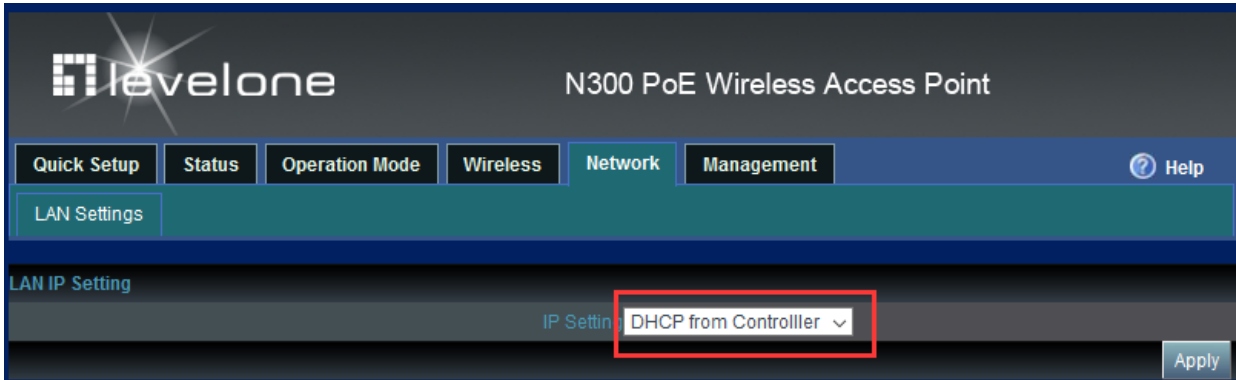 levelone
N300 PoE Wireless Access Point
Quick Setup Status Operation Mode Wireless Network Management ? Help
LAN Settings
LAN IP Setting
IP Setting DHCP from Controlller
Apply